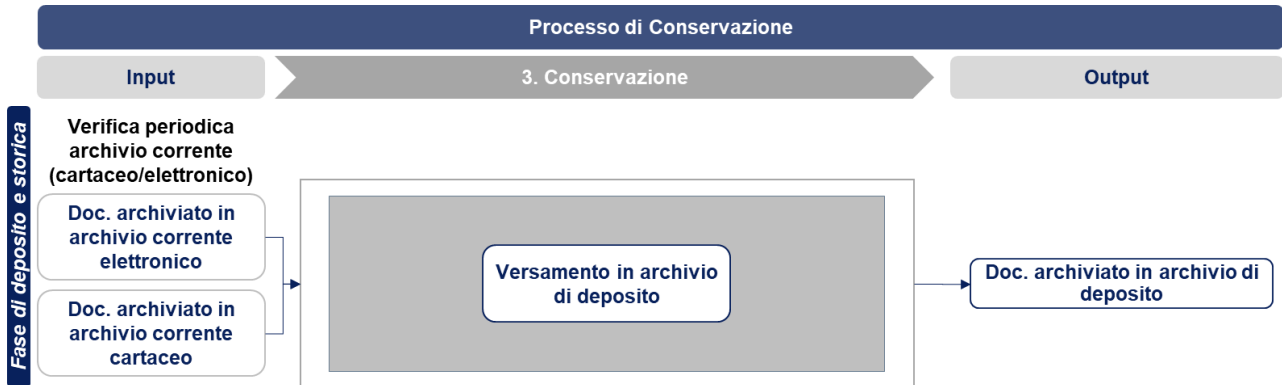 Processo di Conservazione
Input
3. Conservazione
Output
Fase di deposito e storica
Verifica periodica
archivio corrente
(cartaceo/elettronico)
Doc. archiviato in
archivio corrente
elettronico
Doc. archiviato in
archivio corrente
cartaceo
Versamento in archivio
di deposito
Doc. archiviato in archivio di
deposito